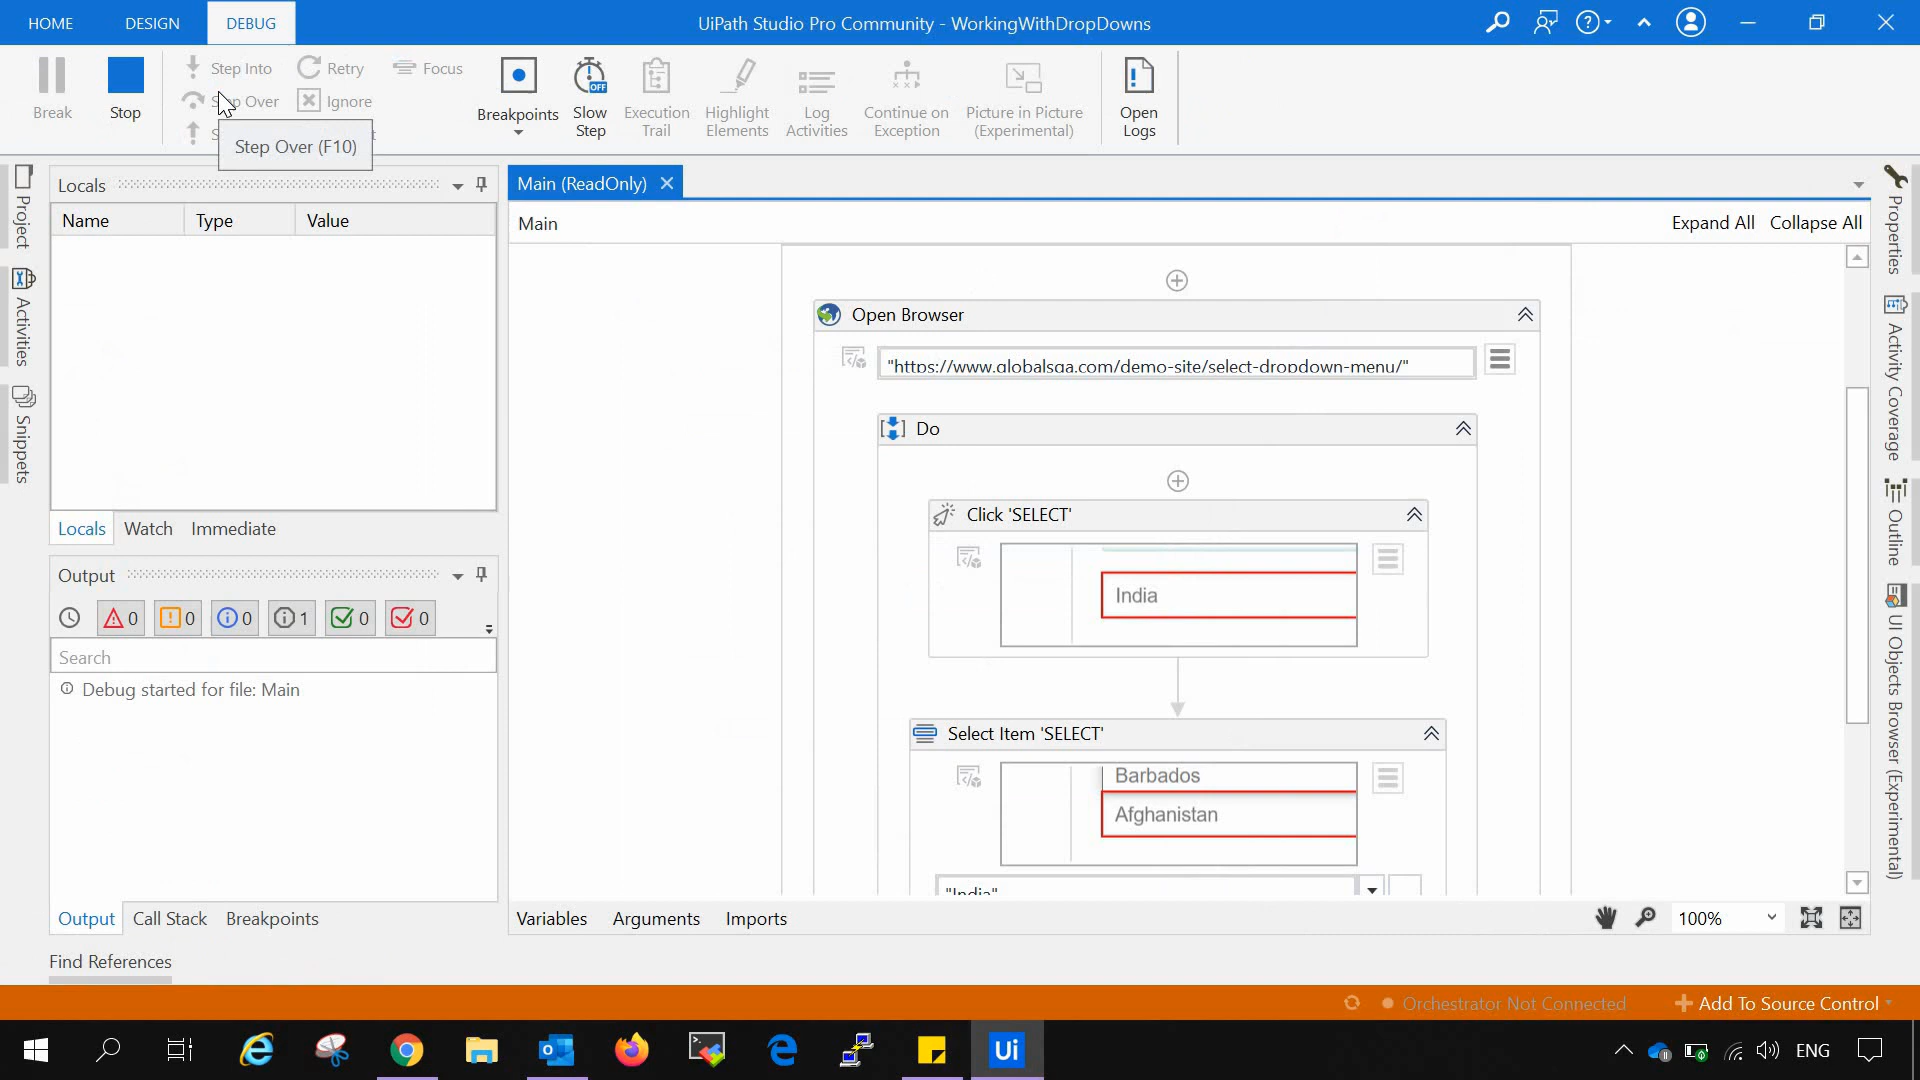 HOME DESIGN DEBUG
UiPath Studio Pro Community - WorkingWithDropDowns
Break
Stop
Step Into
Retry
Focus
Over
Ignore
Step Over (F10)
Breakpoints
Slow
Step
Execution
Trail
Highlight
Elements
Log
Activities
Continue on
Exception
Picture in Picture
(Experimental)
Open
Logs
Project
Activities
Snippets
Locals
Name Type Value
Locals Watch Immediate
Output
0 0 0 1 0 0
Search
Debug started for file: Main
Output Call Stack Breakpoints
Find References
Main (ReadOnly)
Main
Expand All Collapse All
Open Browser
"https://www.globalsqa.com/demo-site/select-dropdown-menu/"
Do
Click 'SELECT'
India
Select Item 'SELECT'
Barbados
Afghanistan
"India"
Variables Arguments Imports
100%
Properties
Activity Coverage
Outline
UI Objects Browser (Experimental)
Orchestrator Not Connected
Add To Source Control
Ui
ENG